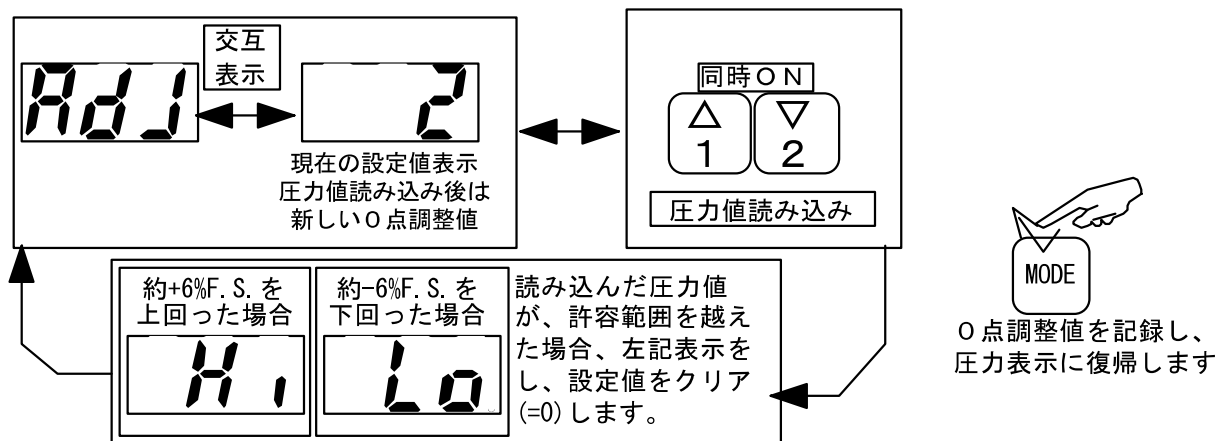 交互
表示
AdJ
2
現在の設定値表示
圧力値読み込み後は
新しい0点調整値
同時ON
△
1
▽
2
圧力値読み込み
MODE
0点調整値を記録し、
圧力表示に復帰します
約+6%F.S.を
上回った場合
Hi
約-6%F.S.を
下回った場合
Lo
読み込んだ圧力値
が、許容範囲を越え
た場合、左記表示を
し、設定値をクリア
(=0)します。